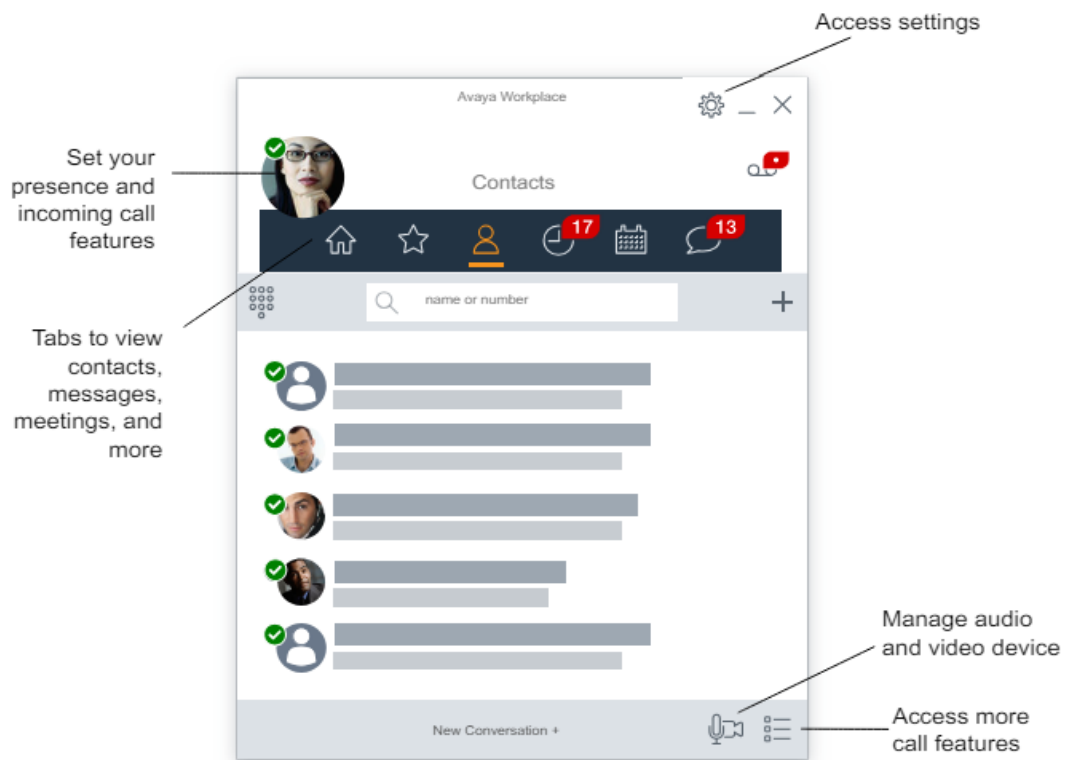 Access settings
Avaya Workplace
Set your
presence and
incoming call
features
Contacts
17
13
name or number
Tabs to view
contacts,
messages,
meetings, and
more
Manage audio
and video device
New Conversation +
Access more
call features